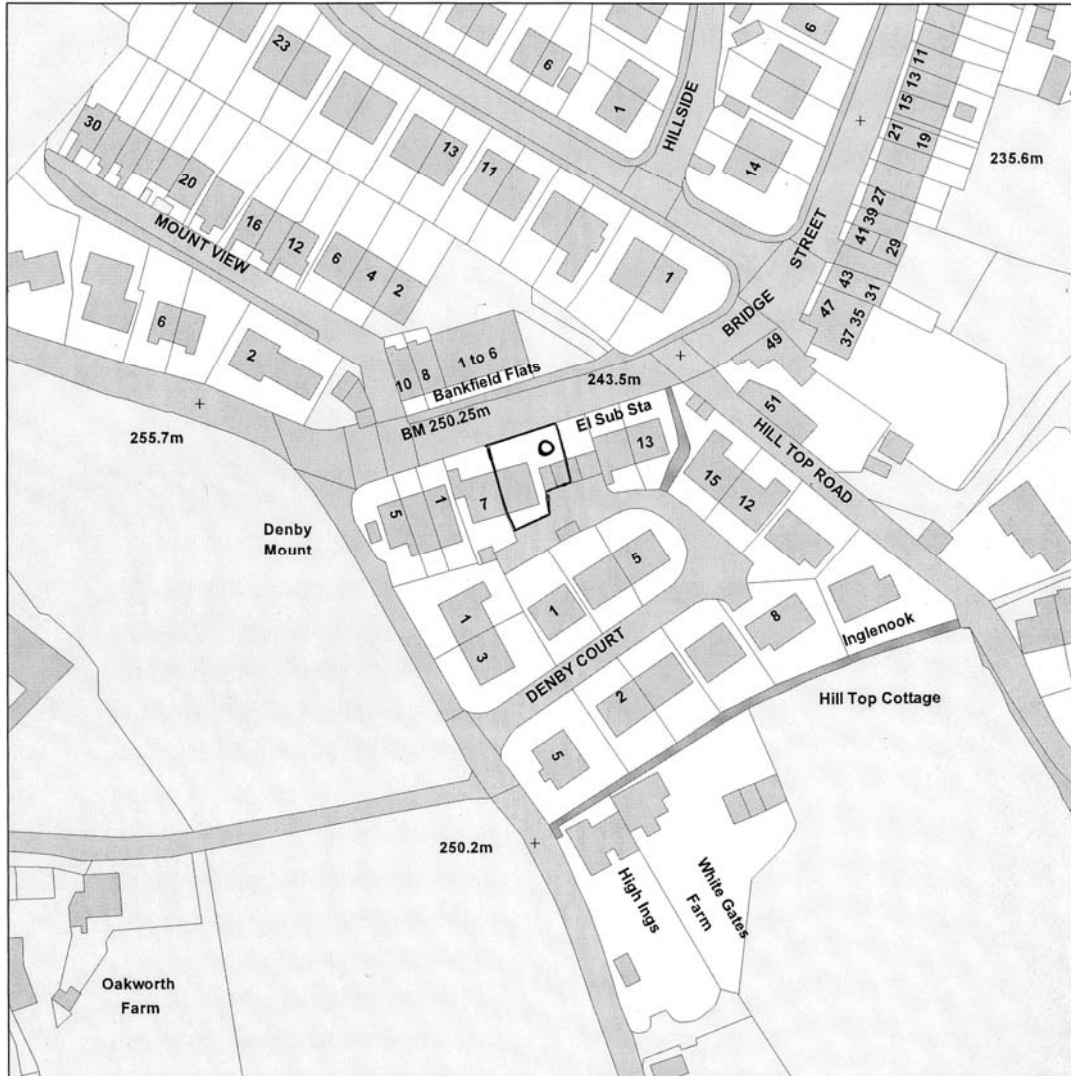 6
23
6
1
HILLSIDE
11
13
15
21
19
235.6m
30
13
14
11
20
27
39
41
29
16
MOUNT VIEW
12
STREET
6
4
2
1
43
31
47
BRIDGE
35
37
6
49
2
1 to 6
8
10
Bankfield Flats
243.5m
51
BM 250.25m
El Sub Sta
255.7m
13
HILL TOP ROAD
15
12
7
1
5
Denby
Mount
5
1
1
8
3
Inglenook
DENBY COURT
2
Hill Top Cottage
5
250.2m
High Ings
White Gates
Farm
Oakworth
Farm